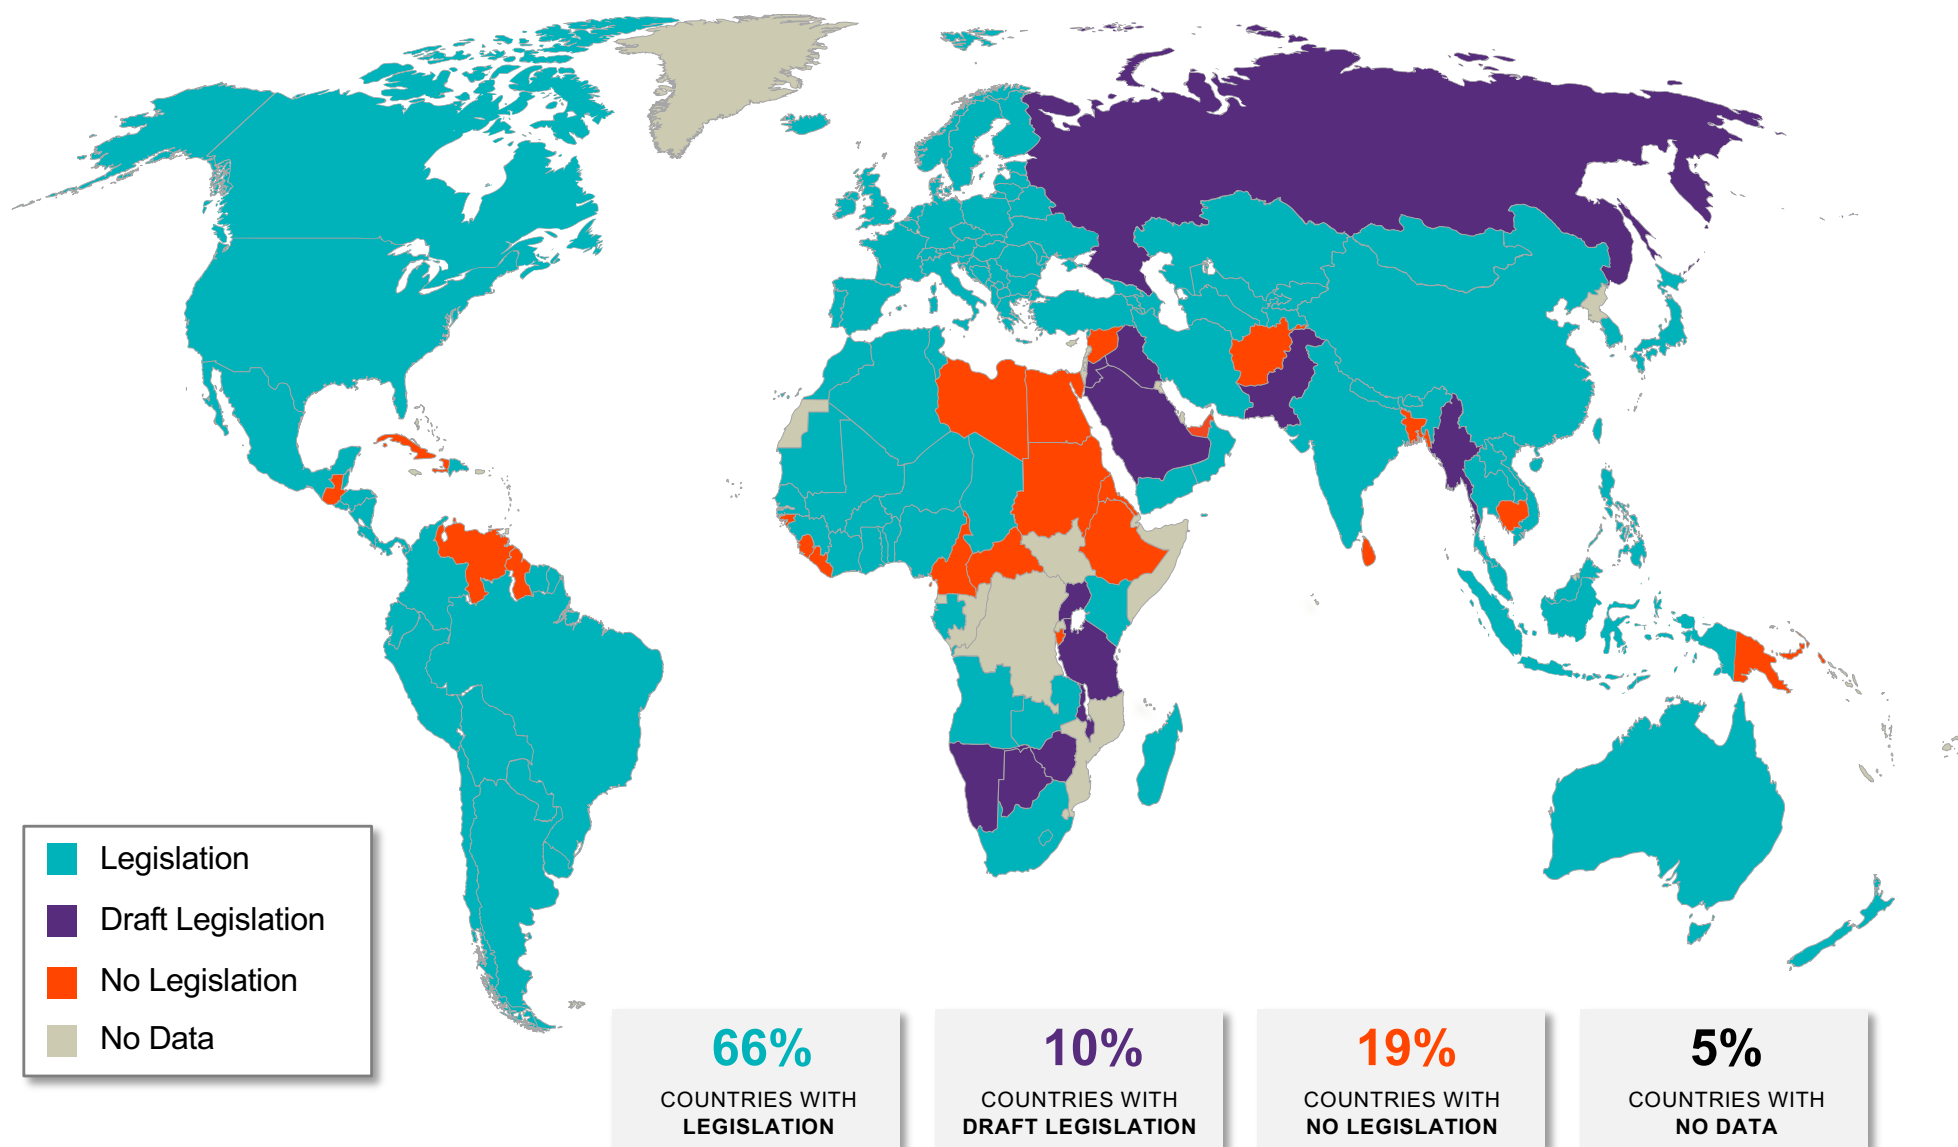 Legislation
Draft Legislation
No Legislation
No Data
66%
COUNTRIES WITH
LEGISLATION
10%
COUNTRIES WITH
DRAFT LEGISLATION
19%
COUNTRIES WITH
NO LEGISLATION
5%
COUNTRIES WITH
NO DATA